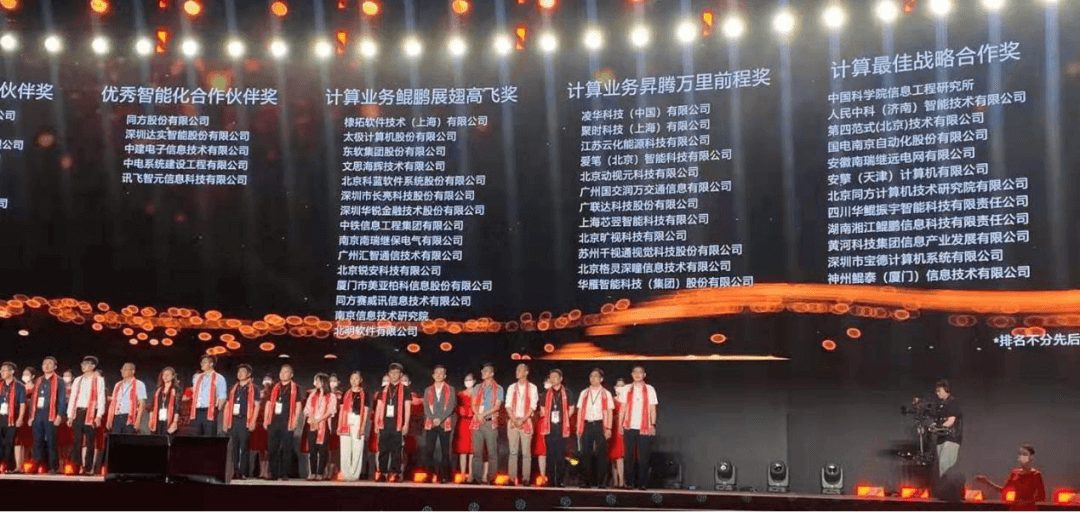 伙伴奖
公司
有限公司
公司
优秀智能化合作伙伴奖
同方股份有限公司
深圳达实智能股份有限公司
中建电子信息技术有限公司
中电系统建设工程有限公司
讯飞智元信息科技有限公司
计算业务鲲鹏展翅高飞奖
棣拓软件技术（上海）有限公司
太极计算机股份有限公司
东软集团股份有限公司
文思海辉技术有限公司
北京科蓝软件系统股份有限公司
深圳市长亮科技股份有限公司
深圳华锐金融技术股份有限公司
中铁信息工程集团有限公司
南京南瑞继保电气有限公司
广州汇智通信技术有限公司
北京锐安科技有限公司
厦门市美亚柏科信息股份有限公司
同方赛威讯信息技术有限公司
南京信息技术研究院
北明软件有限公司
计算业务昇腾万里前程奖
凌华科技（中国）有限公司
聚时科技（上海）有限公司
江苏云化能源科技有限公司
爱笔（北京）智能科技有限公司
北京动视元科技有限公司
广州国交润万交通信息有限公司
广联达科技股份有限公司
上海芯翌智能科技有限公司
北京旷视科技有限公司
苏州千视通视觉科技股份有限公司
北京格灵深瞳信息技术有限公司
华雁智能科技（集团）股份有限公司
计算最佳战略合作奖
中国科学院信息工程研究所
人民中科（济南）智能技术有限公司
第四范式(北京)技术有限公司
国电南京自动化股份有限公司
安徽南瑞继远电网有限公司
安擎（天津）计算机有限公司
北京同方计算机技术研究院有限公司
四川华鲲振宇智能科技有限责任公司
湖南湘江鲲鹏信息科技有限责任公司
黄河科技集团信息产业发展有限公司
深圳市宝德计算机系统有限公司
神州鲲泰（厦门）信息技术有限公司
*排名不分先后